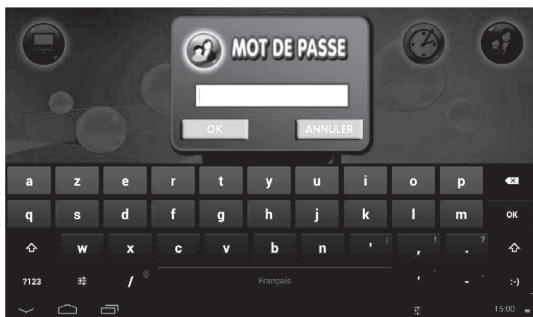 MOT DE PASSE
OK ANNULER
a z e r t y u i o p
q s d f g h j k l m OK
w x c v b n ' : , ! . ?
?123 / @ Français ' - :-)
15:00